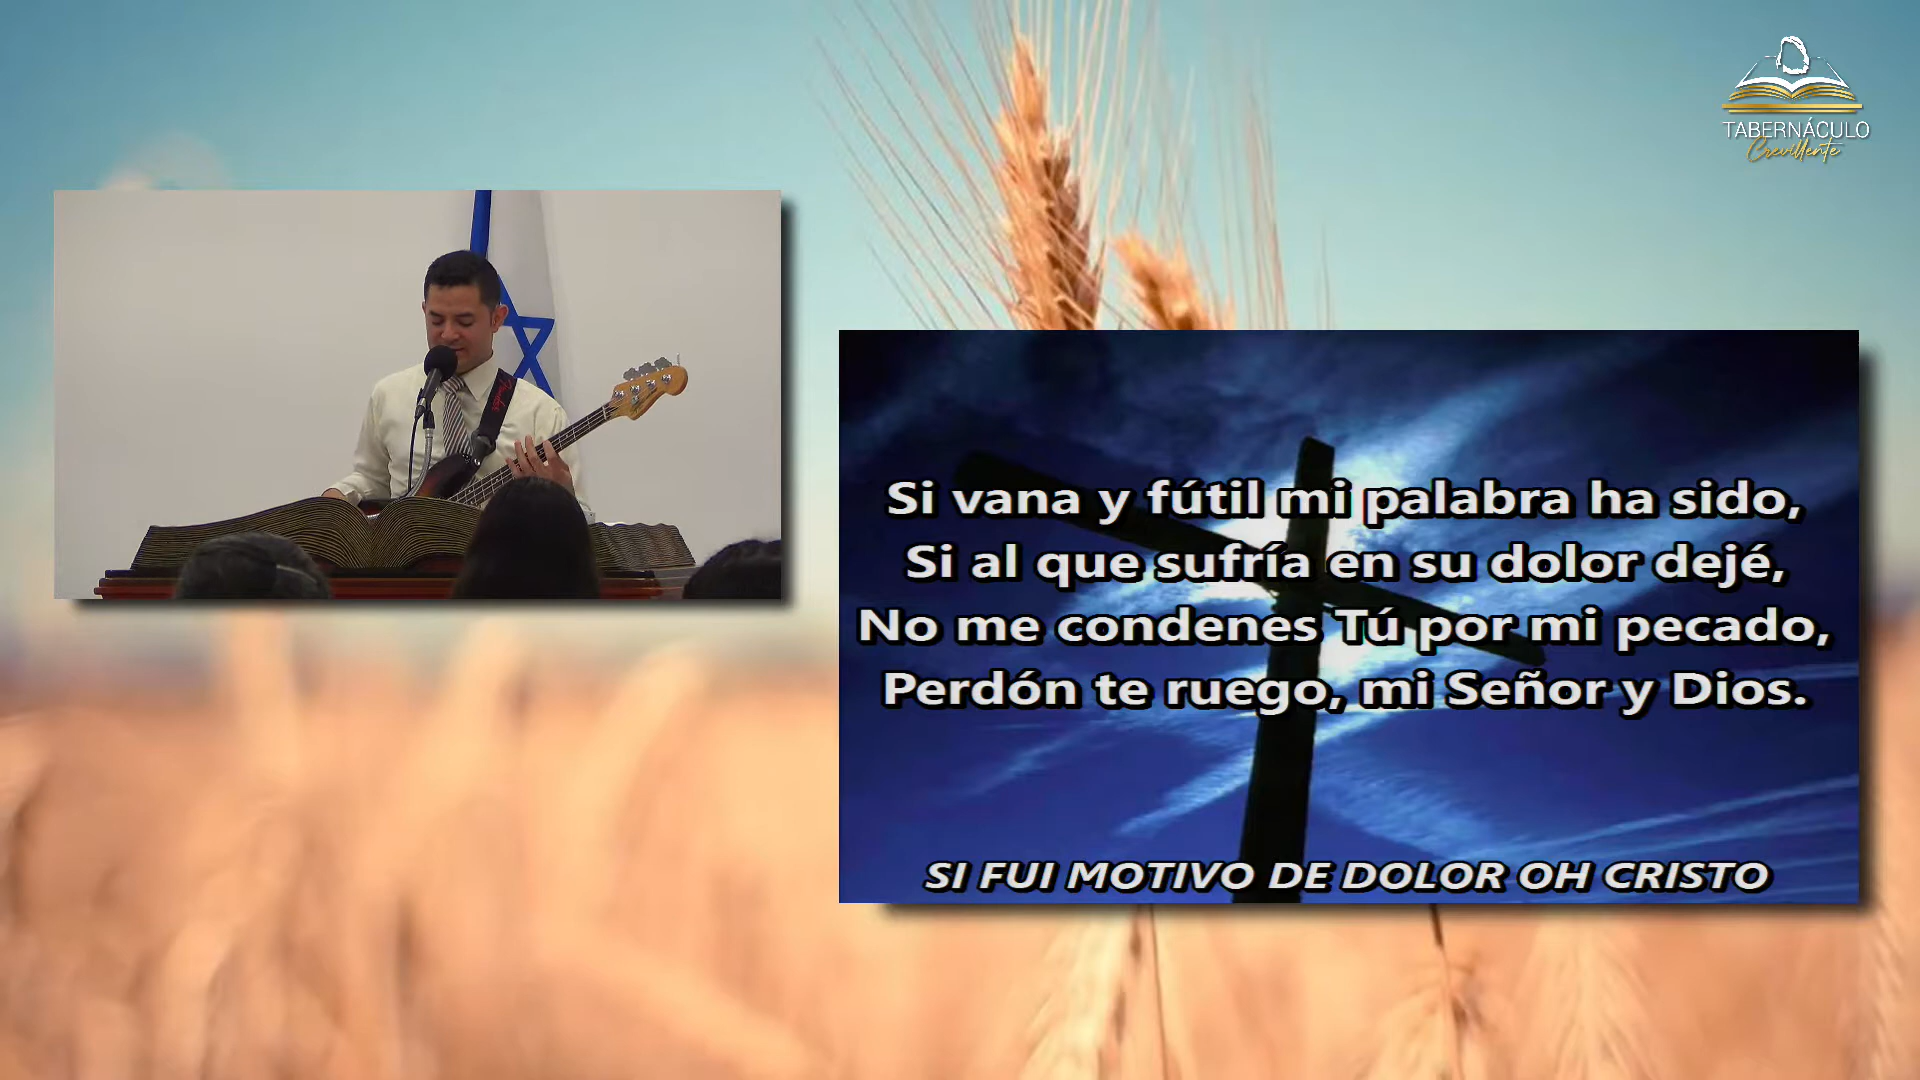 TABERNÁCULO
Crevillente
Si vana y fútil mi palabra ha sido,
Si al que sufría en su dolor dejé,
No me condenes Tú por mi pecado,
Perdón te ruego, mi Señor y Dios.
SI FUI MOTIVO DE DOLOR OH CRISTO